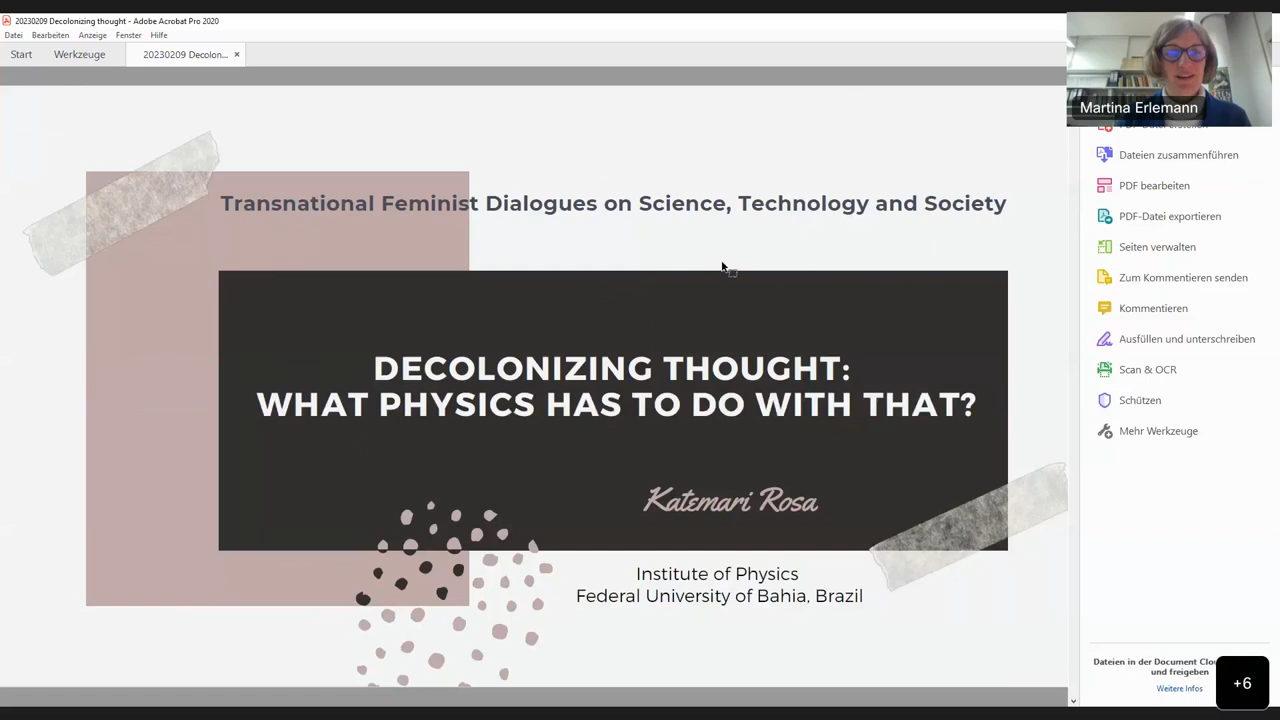 20230209 Decolonizing thought - Adobe Acrobat Pro 2020
Datei Bearbeiten Anzeige Fenster Hilfe
Start Werkzeuge 20230209 Decolon... ×
Martina Erlemann
Transnational Feminist Dialogues on Science, Technology and Society
DECOLONIZING THOUGHT:
WHAT PHYSICS HAS TO DO WITH THAT?
Katemari Rosa
Institute of Physics
Federal University of Bahia, Brazil
Dateien zusammenführen
PDF bearbeiten
PDF-Datei exportieren
Seiten verwalten
Zum Kommentieren senden
Kommentieren
Ausfüllen und unterschreiben
Scan & OCR
Schützen
Mehr Werkzeuge
Dateien in der Document
und freigeben
Weitere Infos
+6